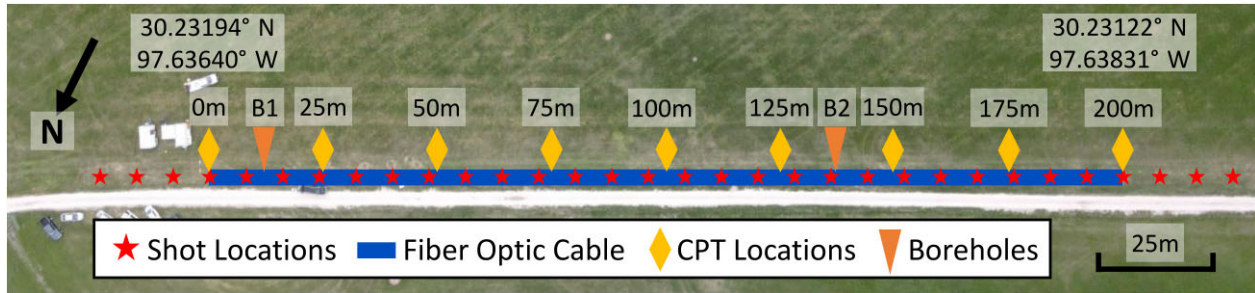 30.23194° N
97.63640° W
30.23122° N
97.63831° W
N
0m
B1
25m
50m
75m
100m
125m
B2
150m
175m
200m
Shot Locations
Fiber Optic Cable
CPT Locations
Boreholes
25m